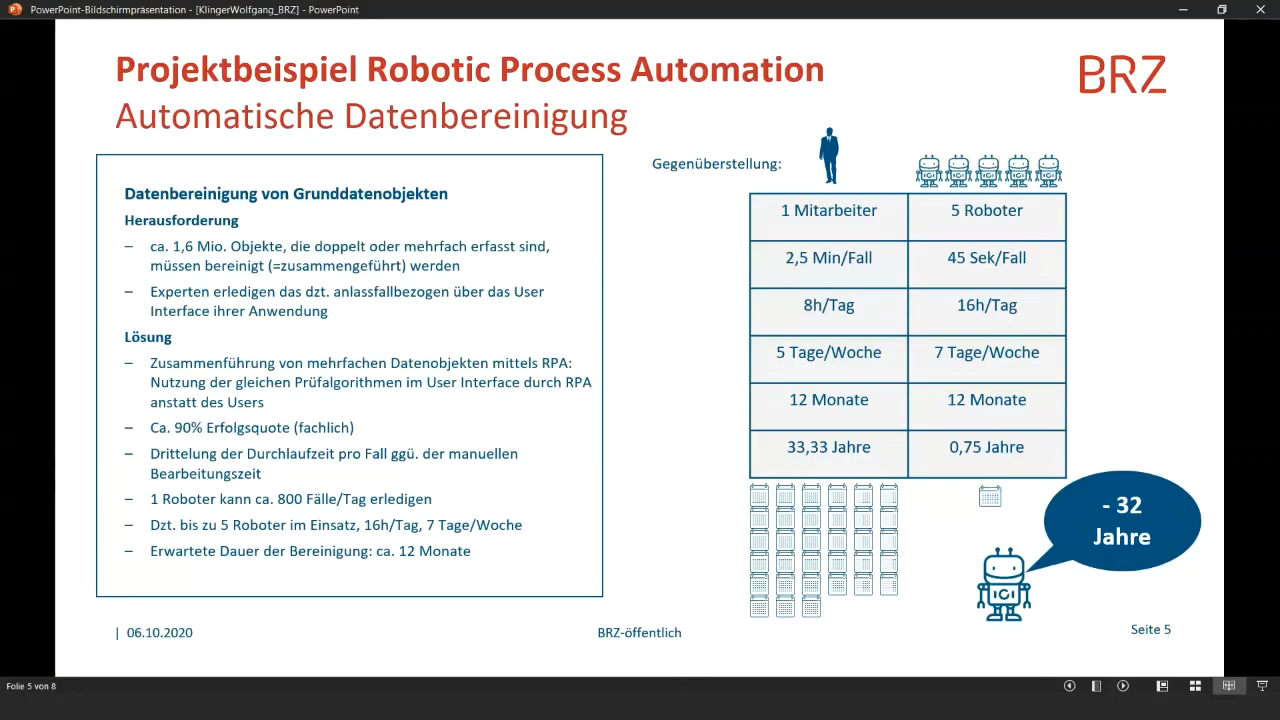 PowerPoint-Bildschirmpräsentation - [KlingerWolfgang_BRZ] - PowerPoint
Projektbeispiel Robotic Process Automation
Automatische Datenbereinigung
BRZ
Datenbereinigung von Grunddatenobjekten
Herausforderung
– ca. 1,6 Mio. Objekte, die doppelt oder mehrfach erfasst sind,
müssen bereinigt (=zusammengeführt) werden
– Experten erledigen das dzt. anlassfallbezogen über das User
Interface ihrer Anwendung
Lösung
– Zusammenführung von mehrfachen Datenobjekten mittels RPA:
Nutzung der gleichen Prüfalgorithmen im User Interface durch RPA
anstatt des Users
– Ca. 90% Erfolgsquote (fachlich)
– Drittelung der Durchlaufzeit pro Fall ggü. der manuellen
Bearbeitungszeit
– 1 Roboter kann ca. 800 Fälle/Tag erledigen
– Dzt. bis zu 5 Roboter im Einsatz, 16h/Tag, 7 Tage/Woche
– Erwartete Dauer der Bereinigung: ca. 12 Monate
Gegenüberstellung:
1 Mitarbeiter 5 Roboter
2,5 Min/Fall 45 Sek/Fall
8h/Tag 16h/Tag
5 Tage/Woche 7 Tage/Woche
12 Monate 12 Monate
33,33 Jahre 0,75 Jahre
- 32
Jahre
| 06.10.2020
BRZ-öffentlich
Seite 5
Folie 5 von 8